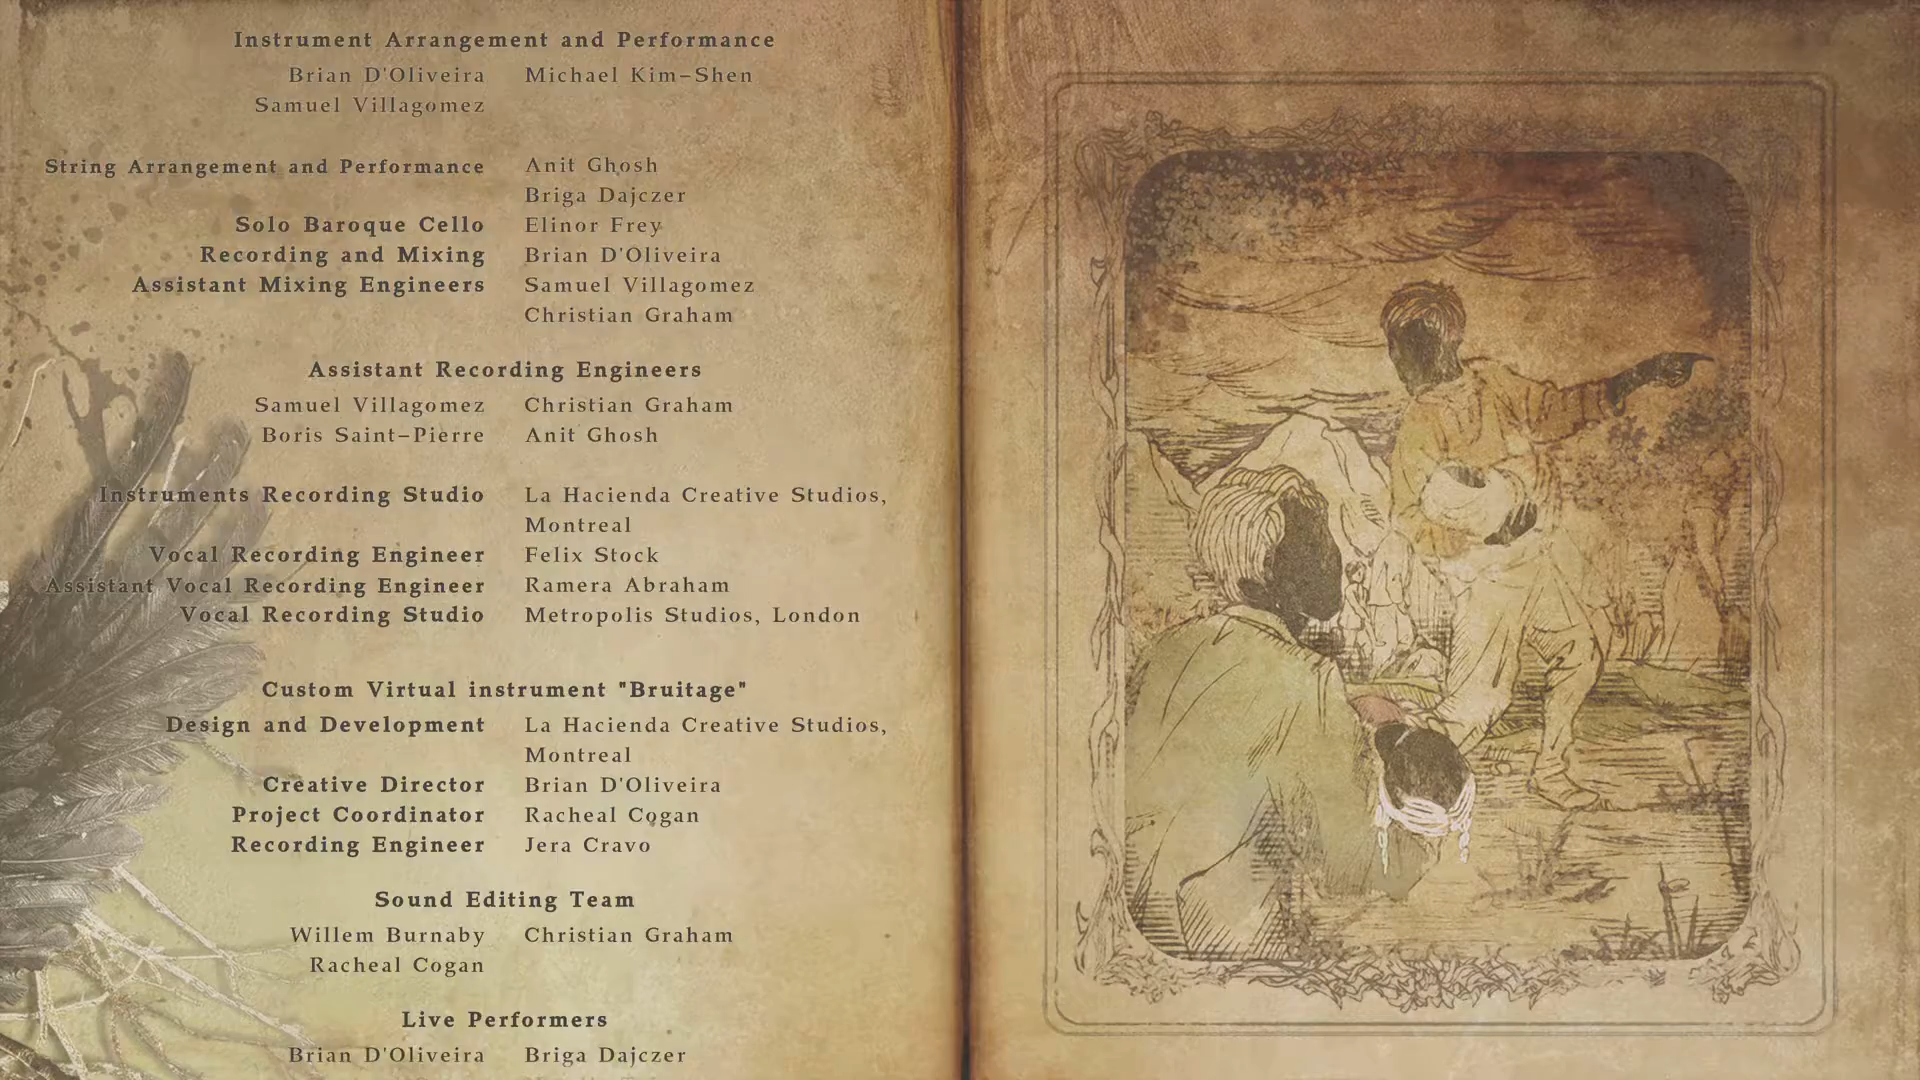 Instrument Arrangement and Performance
Brian D'Oliveira Michael Kim-Shen
Samuel Villagomez
String Arrangement and Performance Anit Ghosh
Briga Dajczer
Solo Baroque Cello Elinor Frey
Recording and Mixing Brian D'Oliveira
Assistant Mixing Engineers Samuel Villagomez
Christian Graham
Assistant Recording Engineers
Samuel Villagomez Christian Graham
Boris Saint-Pierre Anit Ghosh
Instruments Recording Studio La Hacienda Creative Studios,
Montreal
Vocal Recording Engineer Felix Stock
Assistant Vocal Recording Engineer Ramera Abraham
Vocal Recording Studio Metropolis Studios, London
Custom Virtual instrument "Bruitage"
Design and Development La Hacienda Creative Studios,
Montreal
Creative Director Brian D'Oliveira
Project Coordinator Racheal Cogan
Recording Engineer Jera Cravo
Sound Editing Team
Willem Burnaby Christian Graham
Racheal Cogan
Live Performers
Brian D'Oliveira Briga Dajczer